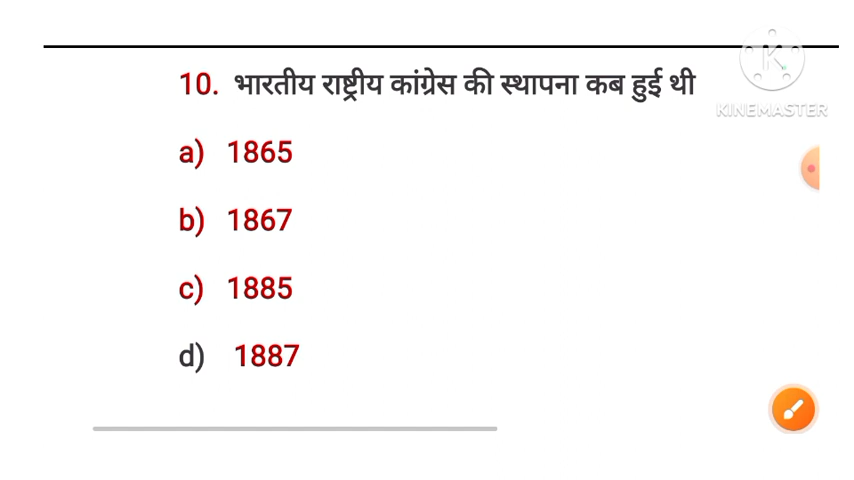 10. भारतीय राष्ट्रीय कांग्रेस की स्थापना कब हुई थी
KINEMASTER
a) 1865
b) 1867
c) 1885
d) 1887